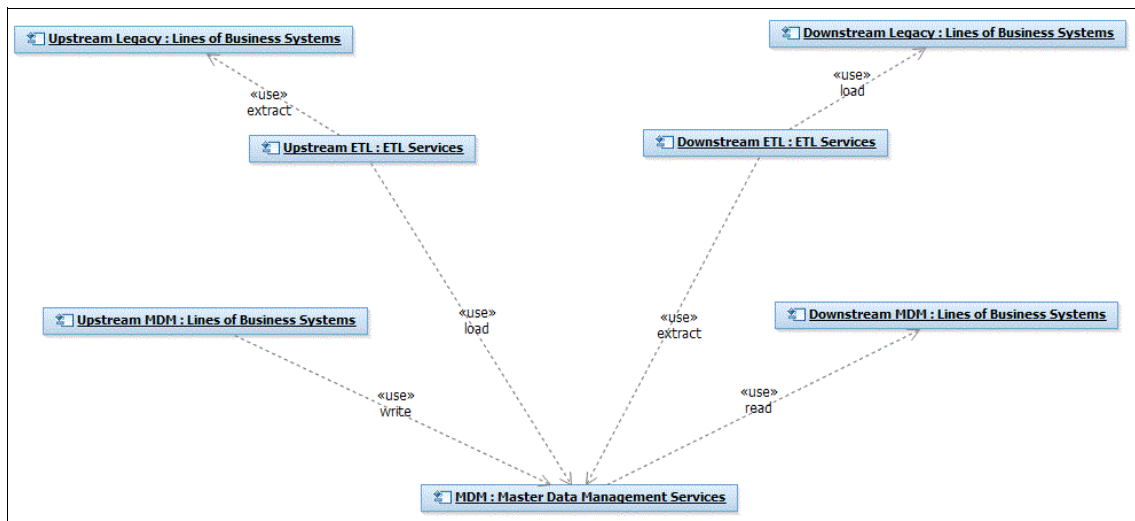 Upstream Legacy : Lines of Business Systems
Downstream Legacy : Lines of Business Systems
«use»
extract
«use»
load
Upstream ETL : ETL Services
Downstream ETL : ETL Services
Upstream MDM : Lines of Business Systems
Downstream MDM : Lines of Business Systems
«use»
load
«use»
extract
«use»
write
«use»
read
MDM : Master Data Management Services